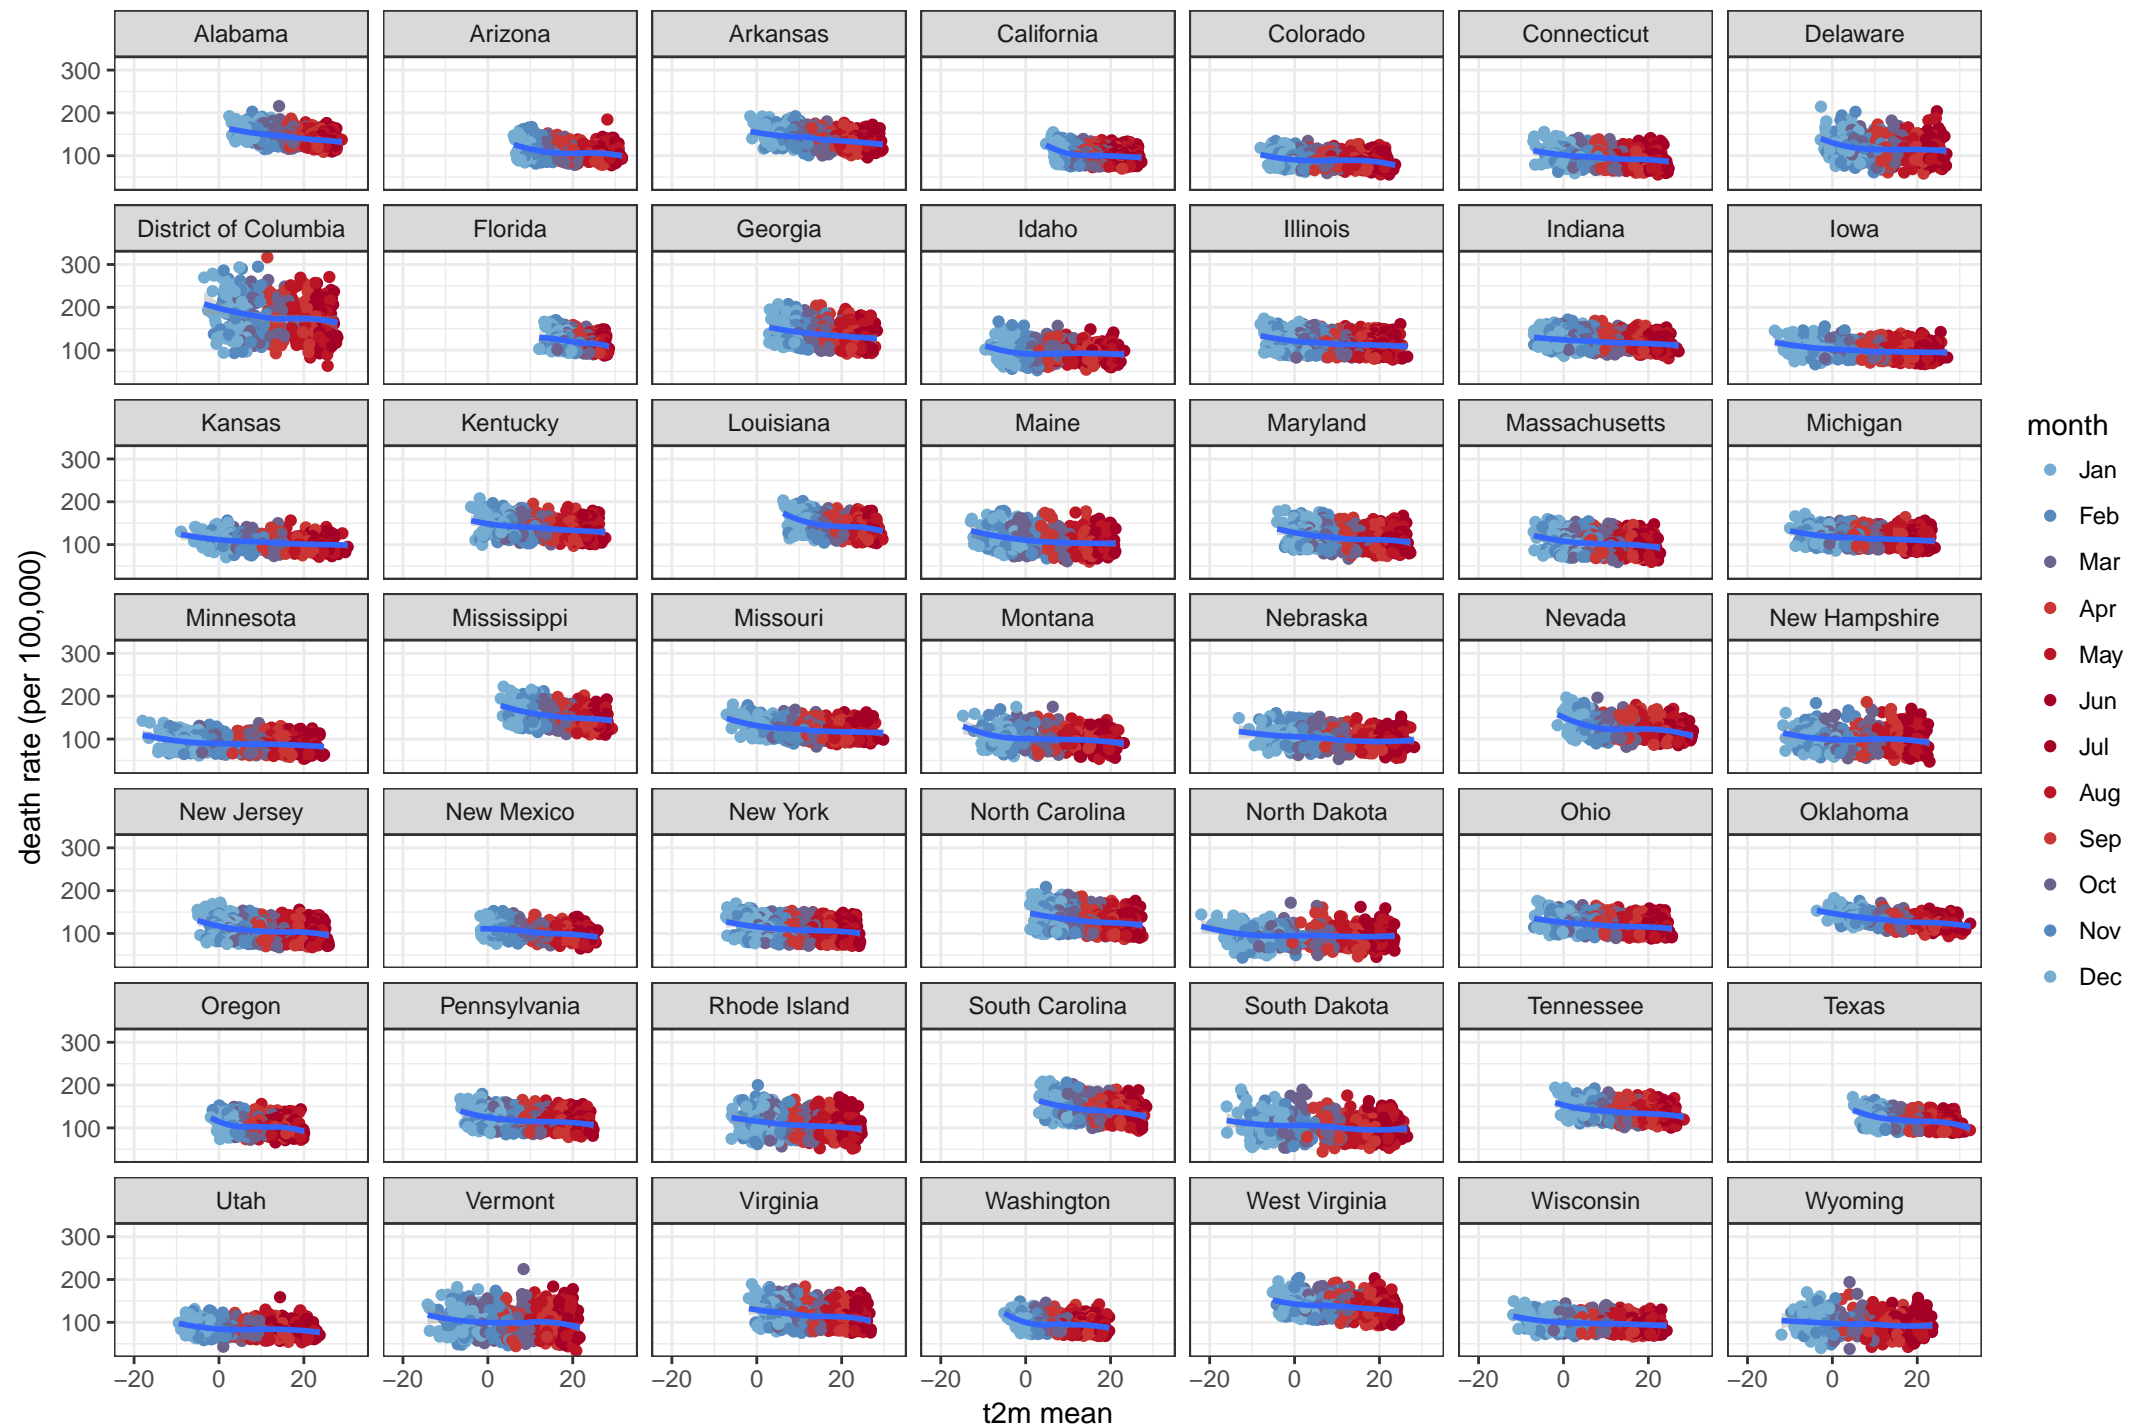 Alabama Arizona Arkansas California Colorado Connecticut Delaware
300
200
100
District of Columbia Florida Georgia Idaho Illinois Indiana Iowa
300
200
100
Kansas Kentucky Louisiana Maine Maryland Massachusetts Michigan
300
200
100
Minnesota Mississippi Missouri Montana Nebraska Nevada New Hampshire
300
200
100
New Jersey New Mexico New York North Carolina North Dakota Ohio Oklahoma
300
200
100
Oregon Pennsylvania Rhode Island South Carolina South Dakota Tennessee Texas
300
200
100
Utah Vermont Virginia Washington West Virginia Wisconsin Wyoming
300
200
100
−20 0 20 −20 0 20 −20 0 20 −20 0 20 −20 0 20 −20 0 20 −20 0 20
t2m mean
death rate (per 100,000)
month
Jan
Feb
Mar
Apr
May
Jun
Jul
Aug
Sep
Oct
Nov
Dec